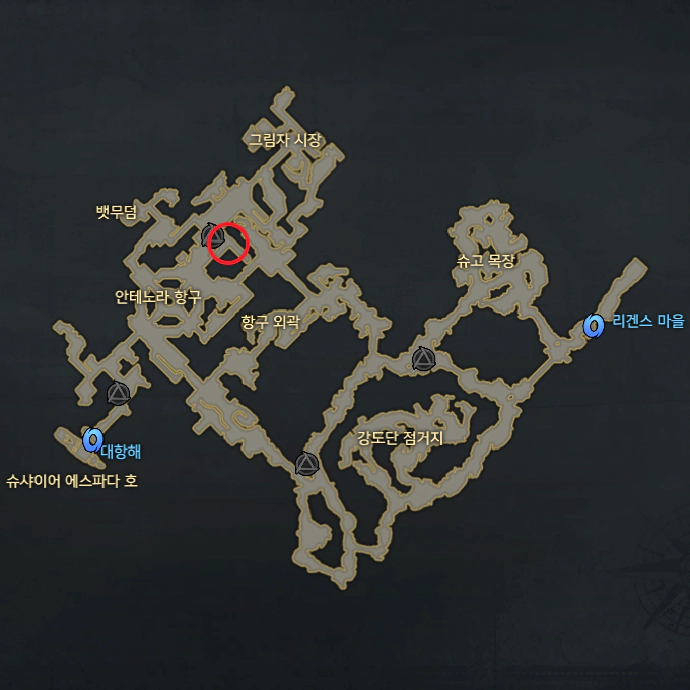 그림자 시장
뱃무덤
슈고 목장
안테노라 항구
항구 외곽
리겐스 마을
강도단 점거지
대항해
슈샤이어 에스파다 호